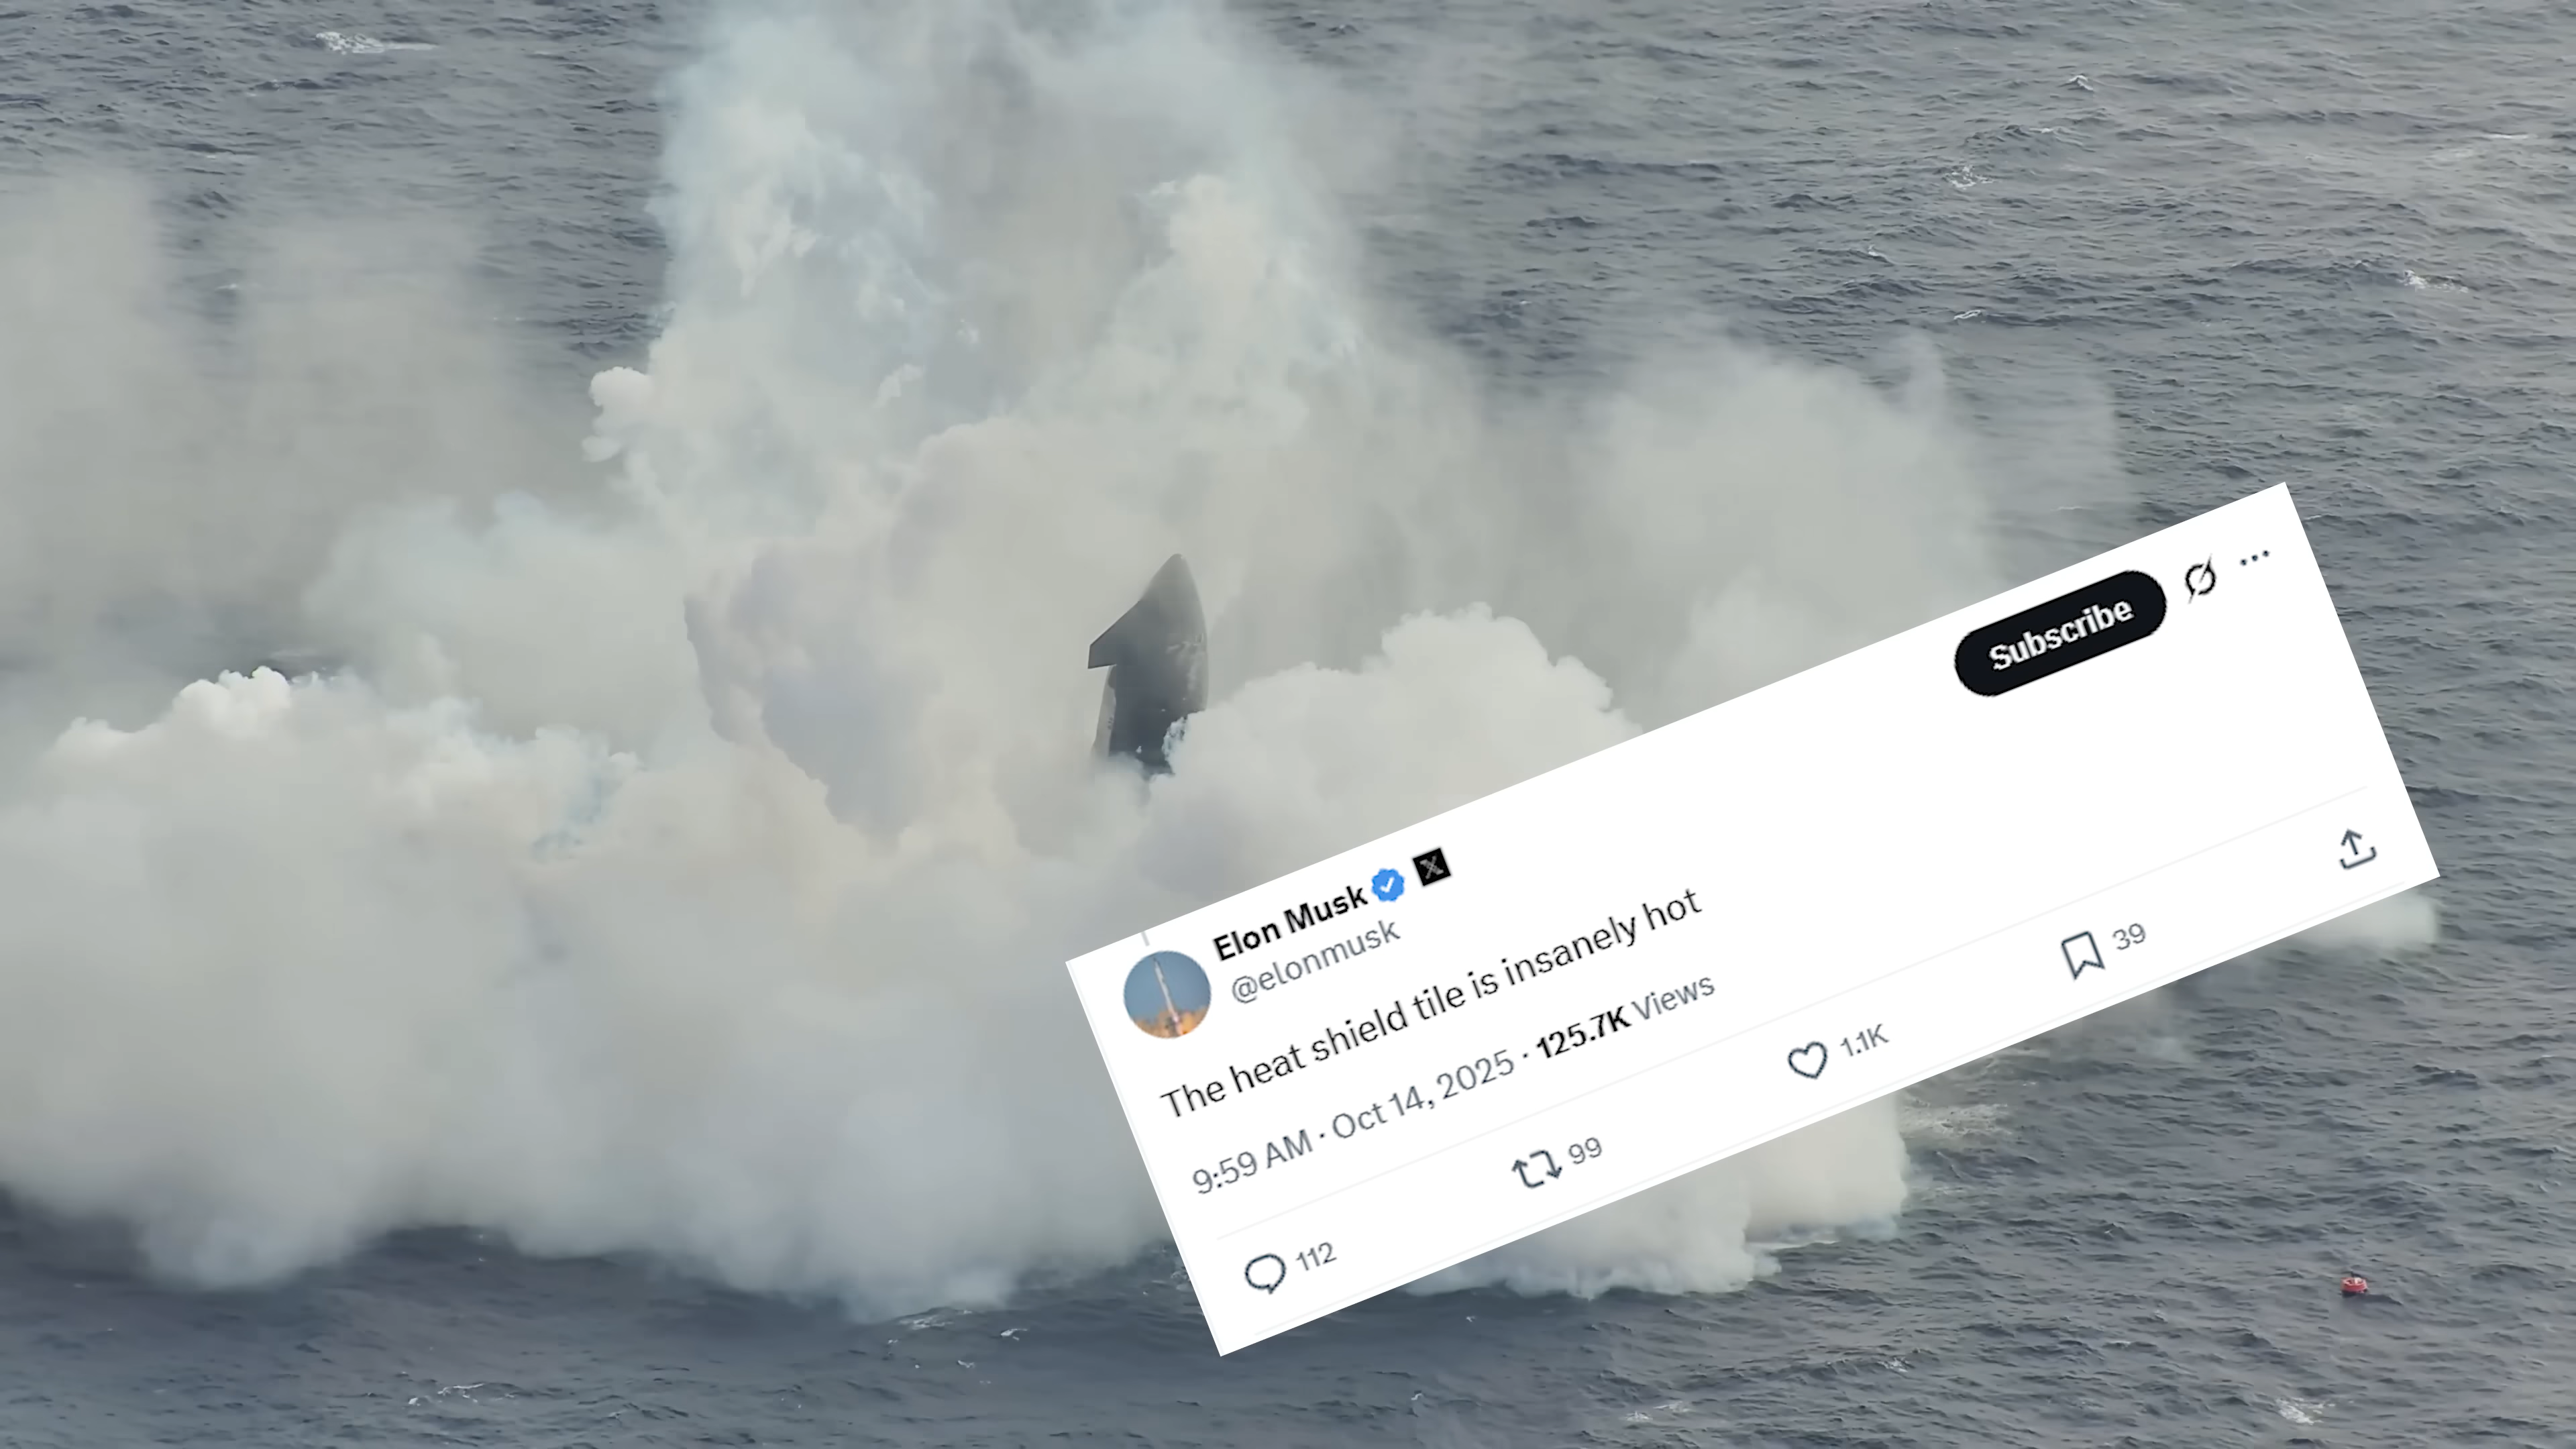 Subscribe
Elon Musk
@elonmusk
The heat shield tile is insanely hot
9:59 AM · Oct 14, 2025 · 125.7K Views
112 99 1.1K 39